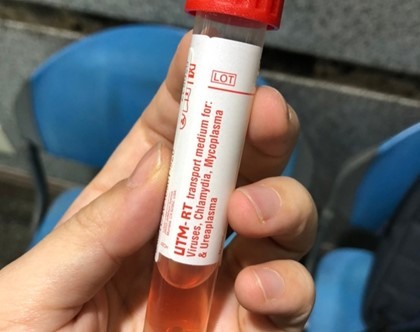 LOT
UTM-RT transport medium for:
Viruses, Chlamydia, Mycoplasma
& Ureaplasma